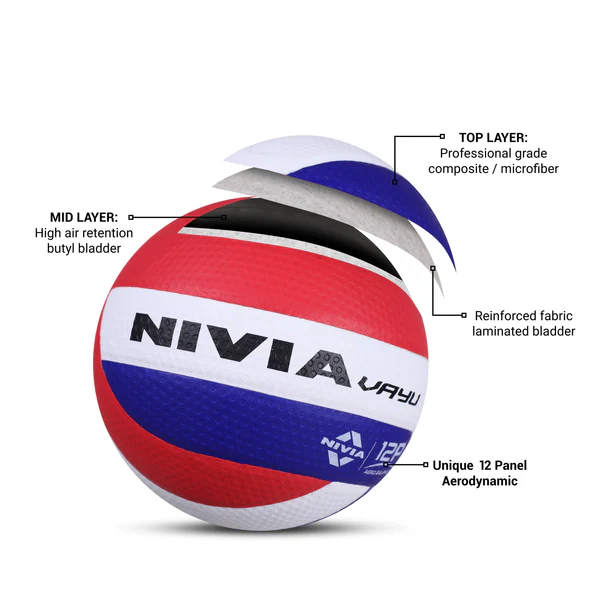 TOP LAYER:
Professional grade
composite / microfiber
MID LAYER:
High air retention
butyl bladder
Reinforced fabric
laminated bladder
NIVIA VAYU
NIVIA
12P
Unique 12 Panel
Aerodynamic